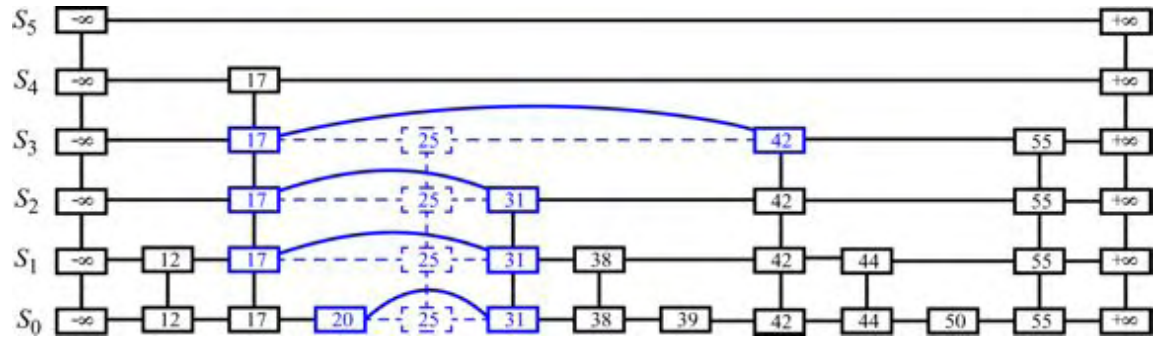 S5 -∞ +∞
S4 -∞ 17 +∞
S3 -∞ 17 25 42 55 +∞
S2 -∞ 17 25 31 42 55 +∞
S1 -∞ 12 17 25 31 38 42 44 55 +∞
S0 -∞ 12 17 20 25 31 38 39 42 44 50 55 +∞